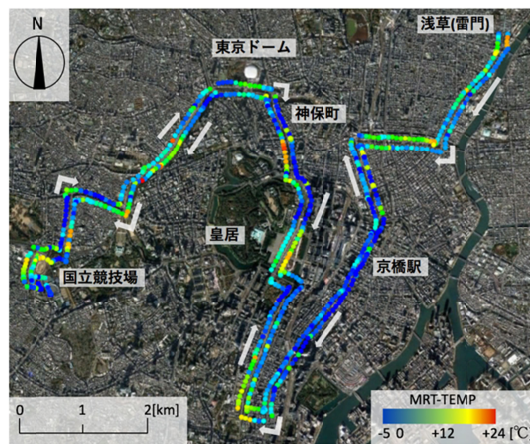 N
東京ドーム
浅草(雷門)
神保町
皇居
国立競技場
京橋駅
0 1 2[km]
MRT-TEMP
-5 0 +12 +24 [℃]